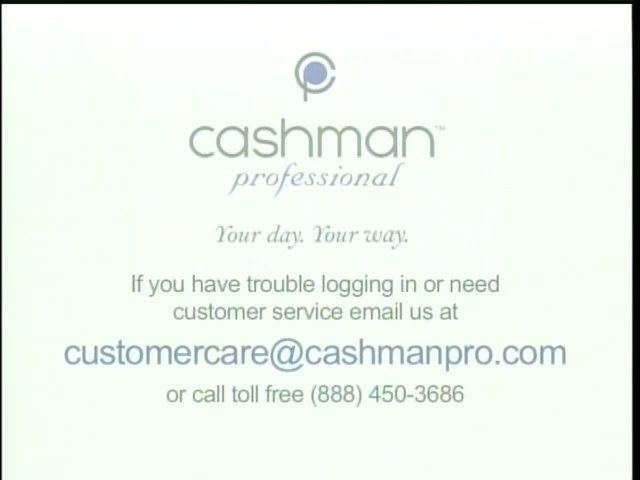 cashman™
professional
Your day. Your way.
If you have trouble logging in or need
customer service email us at
customercare@cashmanpro.com
or call toll free (888) 450-3686